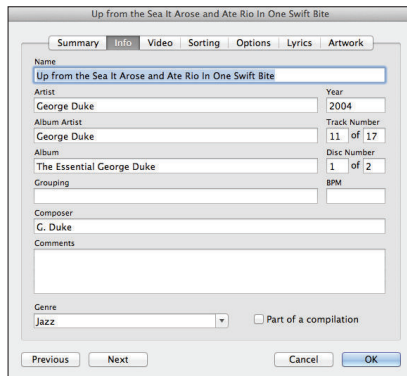 Up from the Sea It Arose and Ate Rio In One Swift Bite
Summary Info Video Sorting Options Lyrics Artwork
Name
Up from the Sea It Arose and Ate Rio In One Swift Bite
Artist Year
George Duke 2004
Album Artist Track Number
George Duke 11 of 17
Album Disc Number
The Essential George Duke 1 of 2
Grouping BPM
Composer
G. Duke
Comments
Genre
Jazz Part of a compilation
Previous Next Cancel OK